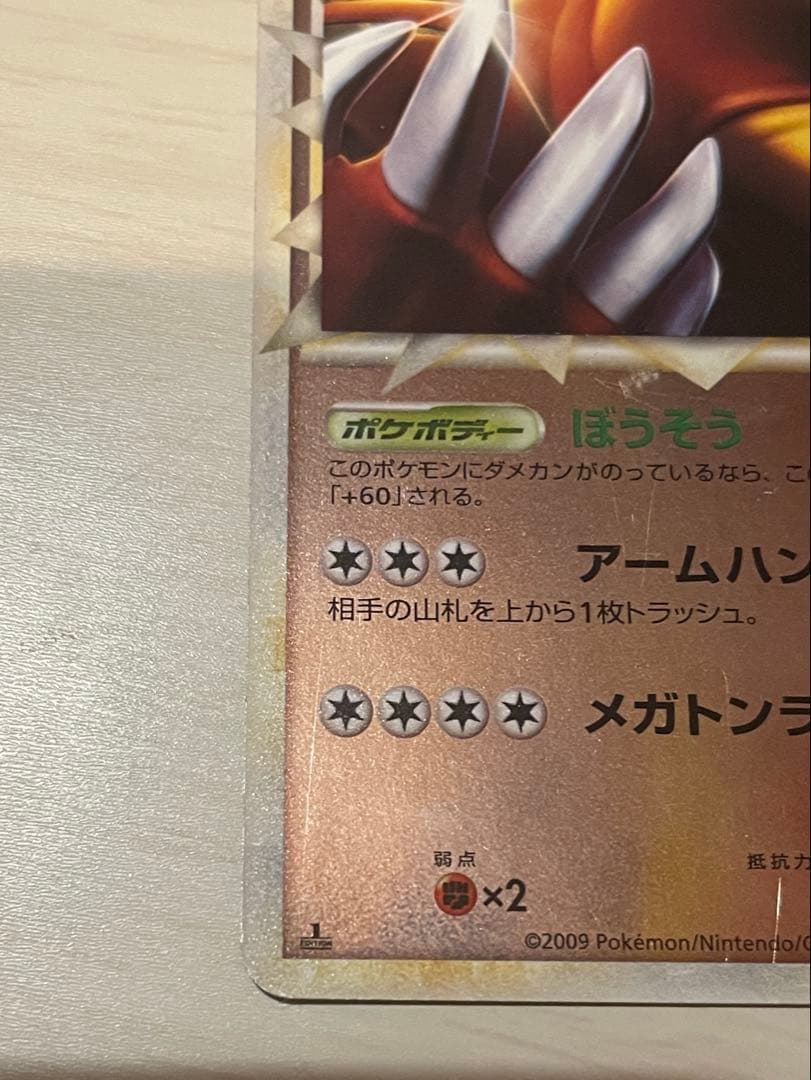 ポケボディー ぼうそう
このポケモンにダメカンがのっているなら、こ
「+60」される。
アームハン
相手の山札を上から1枚トラッシュ。
メガトンラ
弱点
×2
抵抗力
1 EDITION
©2009 Pokémon/Nintendo/C